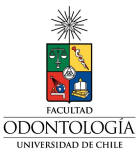 FACULTAD
ODONTOLOGÍA
UNIVERSIDAD DE CHILE